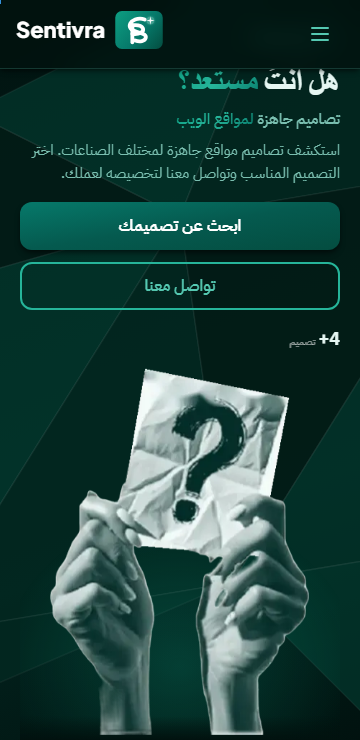 Sentivra
هل أنتَ مستعد؟
تصاميم جاهزة لمواقع الويب
استكشف تصاميم مواقع جاهزة لمختلف الصناعات. اختر
التصميم المناسب وتواصل معنا لتخصيصه لعملك.
ابحث عن تصميمك
تواصل معنا
+4 تصميم
?